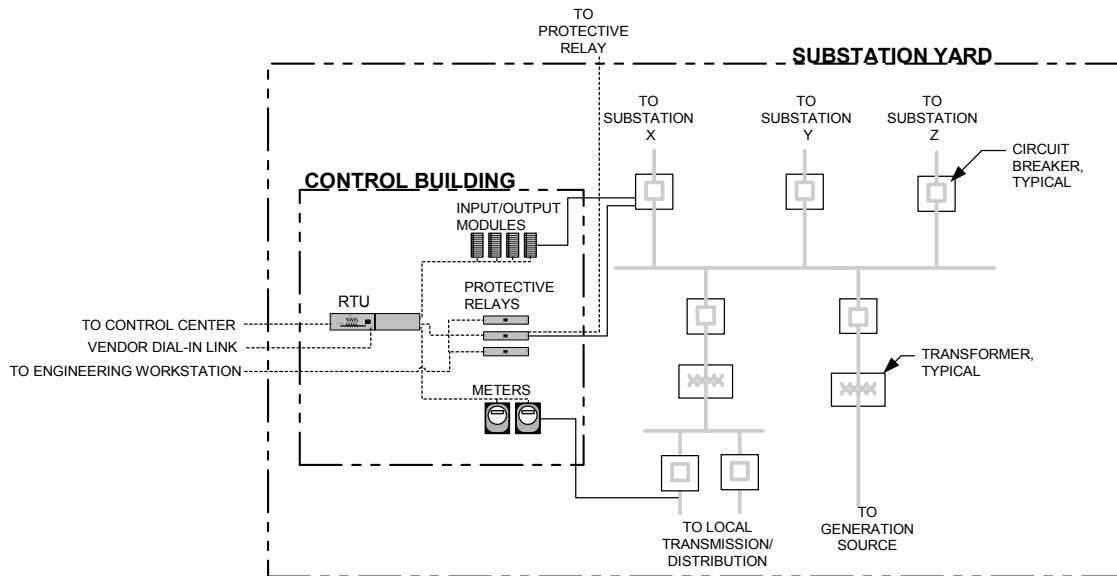 TO
PROTECTIVE
RELAY
SUBSTATION YARD
TO
SUBSTATION
X
TO
SUBSTATION
Y
TO
SUBSTATION
Z
CIRCUIT
BREAKER,
TYPICAL
CONTROL BUILDING
INPUT/OUTPUT
MODULES
PROTECTIVE
RELAYS
RTU
TO CONTROL CENTER
VENDOR DIAL-IN LINK
TO ENGINEERING WORKSTATION
METERS
TRANSFORMER,
TYPICAL
TO LOCAL
TRANSMISSION/
DISTRIBUTION
TO
GENERATION
SOURCE